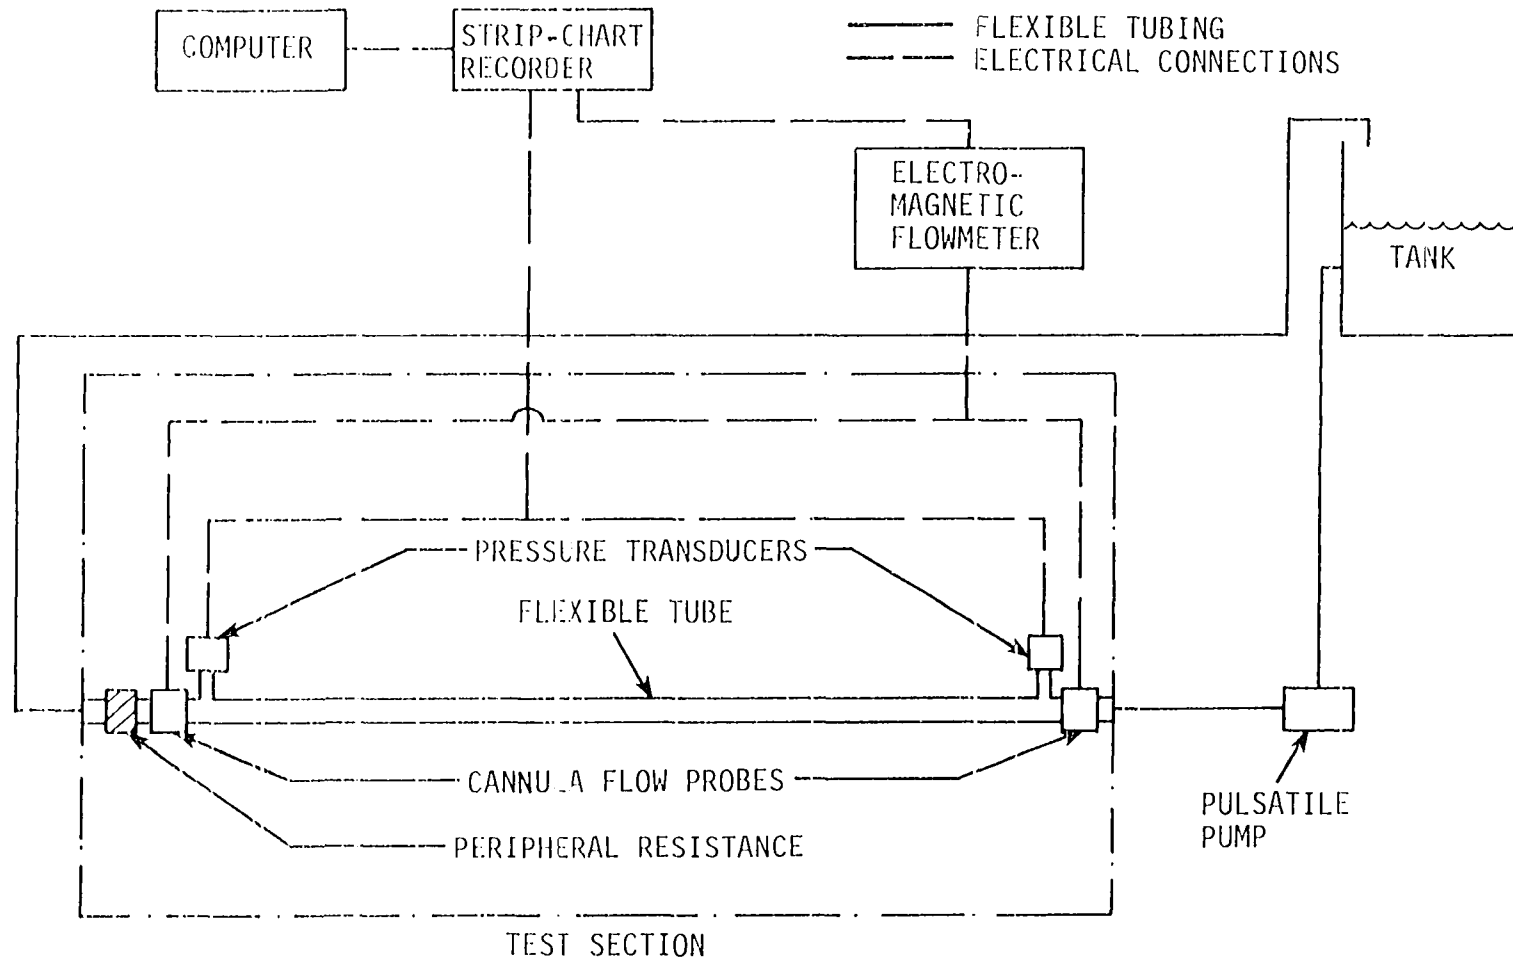 COMPUTER
STRIP-CHART
RECORDER
FLEXIBLE TUBING
ELECTRICAL CONNECTIONS
ELECTRO-
MAGNETIC
FLOWMETER
TANK
PRESSURE TRANSDUCERS
FLEXIBLE TUBE
CANNULA FLOW PROBES
PULSATILE
PUMP
PERIPHERAL RESISTANCE
TEST SECTION